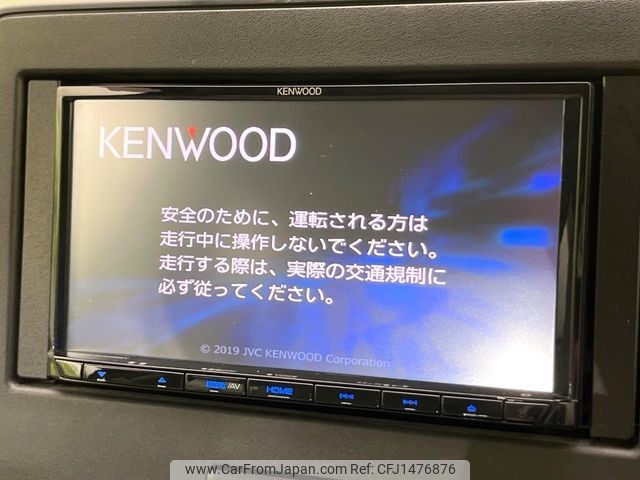 KENWOOD
KENWOOD
安全のために、運転される方は
走行中に操作しないでください。
走行する際は、実際の交通規制に
必ず従ってください。
© 2019 JVC KENWOOD Corporation
/AV
HOME
www.CarFromJapan.com Photo ID: CFJ1476876